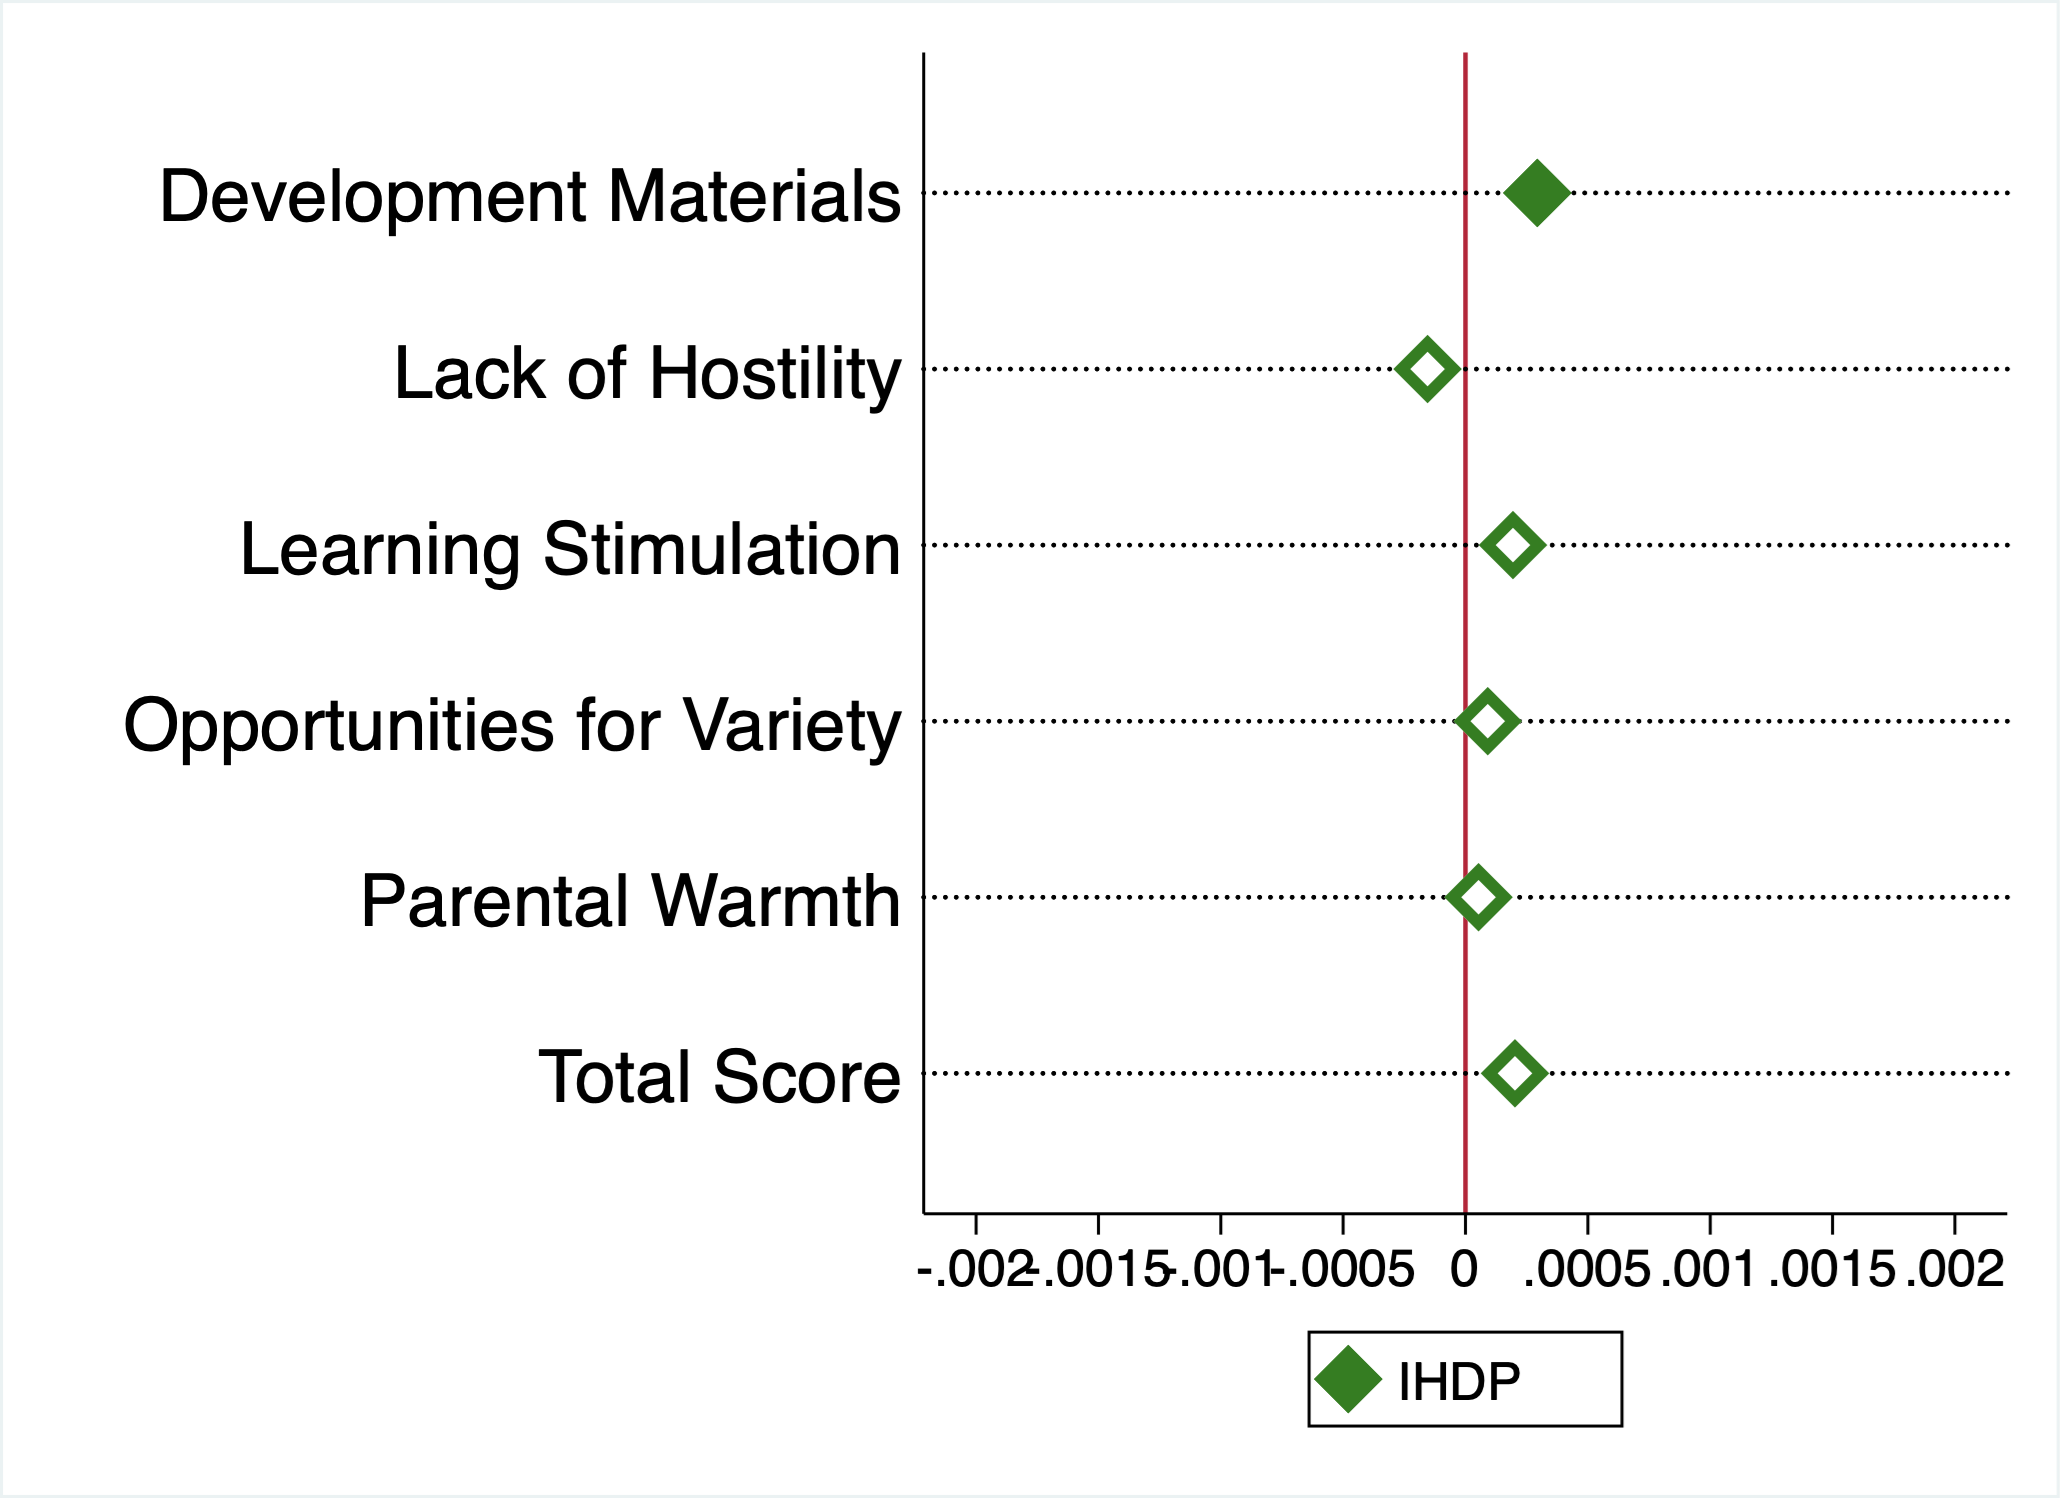 Development Materials
Lack of Hostility
Learning Stimulation
Opportunities for Variety
Parental Warmth
Total Score
-.002 -.0015 -.001 -.0005 0 .0005 .001 .0015 .002
IHDP